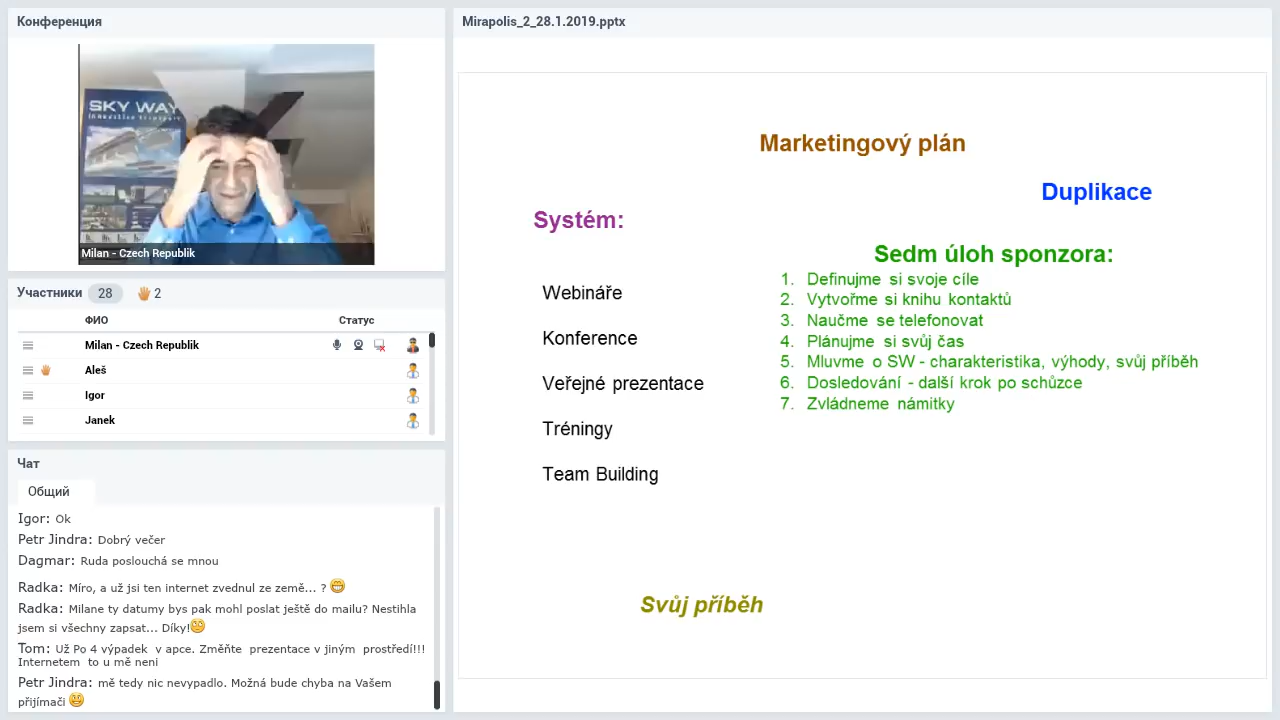 Конференция
SKY WAY
Milan - Czech Republik
Участники 28 2
ФИО Статус
Milan - Czech Republik
Aleš
Igor
Janek
Чат
Общий
Igor: Ok
Petr Jindra: Dobrý večer
Dagmar: Ruda poslouchá se mnou
Radka: Míro, a už jsi ten internet zvednul ze země... ?
Radka: Milane ty datumy bys pak mohl poslat ještě do mailu? Nestihla
jsem si všechny zapsat... Díky!
Tom: Už Po 4 výpadek v apce. Změňte prezentace v jiným prostředí!!!
Internetem to u mě neni
Petr Jindra: mě tedy nic nevypadlo. Možná bude chyba na Vašem
přijímači
Mirapolis_2_28.1.2019.pptx
Marketingový plán
Duplikace
Systém:
Webináře
Konference
Veřejné prezentace
Tréningy
Team Building
Sedm úloh sponzora:
1. Definujme si svoje cíle
2. Vytvořme si knihu kontaktů
3. Naučme se telefonovat
4. Plánujme si svůj čas
5. Mluvme o SW - charakteristika, výhody, svůj příběh
6. Dosledování - další krok po schůzce
7. Zvládneme námitky
Svůj příběh